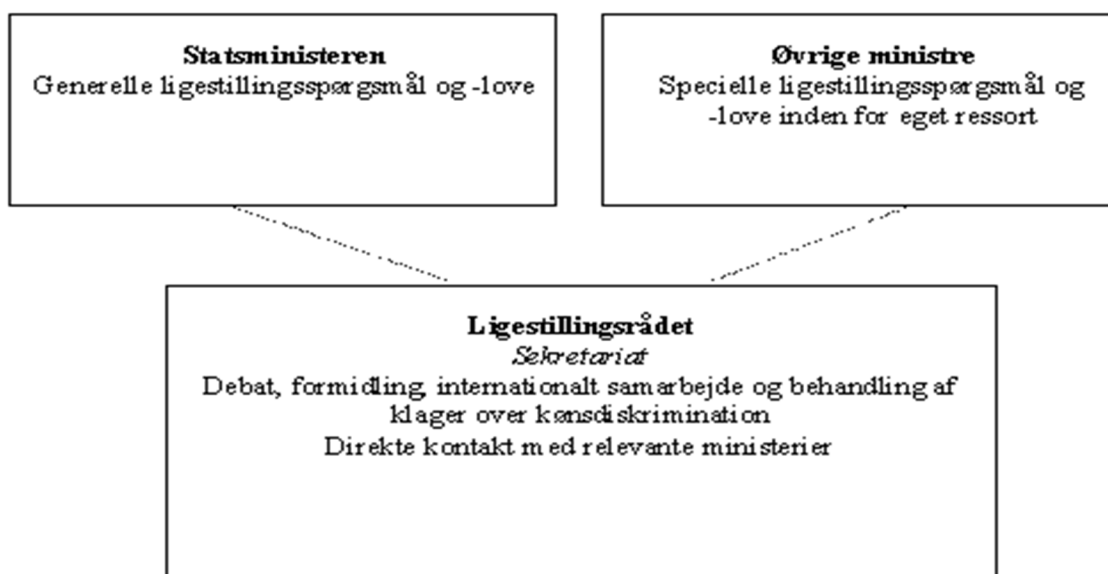 Statsministeren
Generelle ligestillingsspørgsmål og -love
Øvrige ministre
Specielle ligestillingsspørgsmål og
-love inden for eget ressort
Ligestillingsrådet
Sekretariat
Debat, formidling, internationalt samarbejde og behandling af
klager over kønsdiskrimination
Direkte kontakt med relevante ministerier